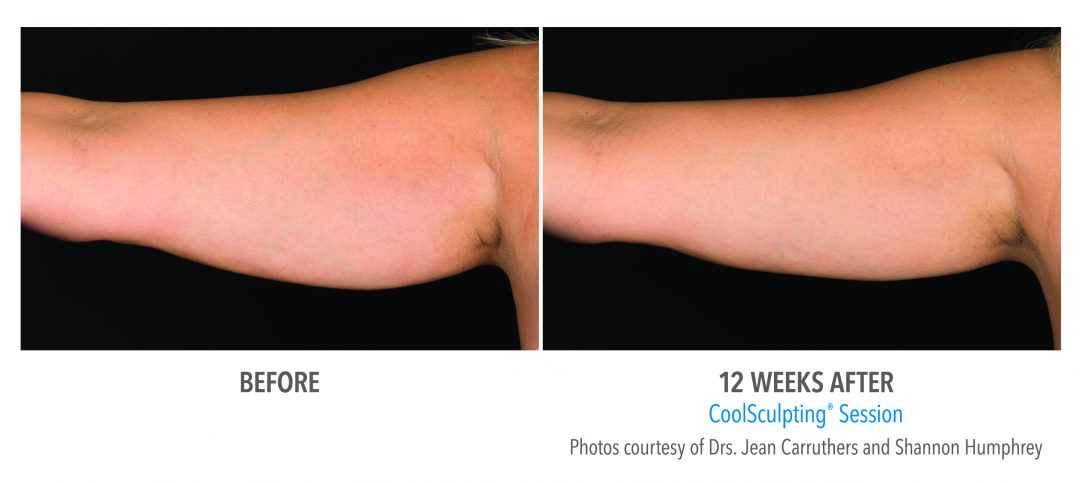 BEFORE
12 WEEKS AFTER
CoolSculpting® Session
Photos courtesy of Drs. Jean Carruthers and Shannon Humphrey